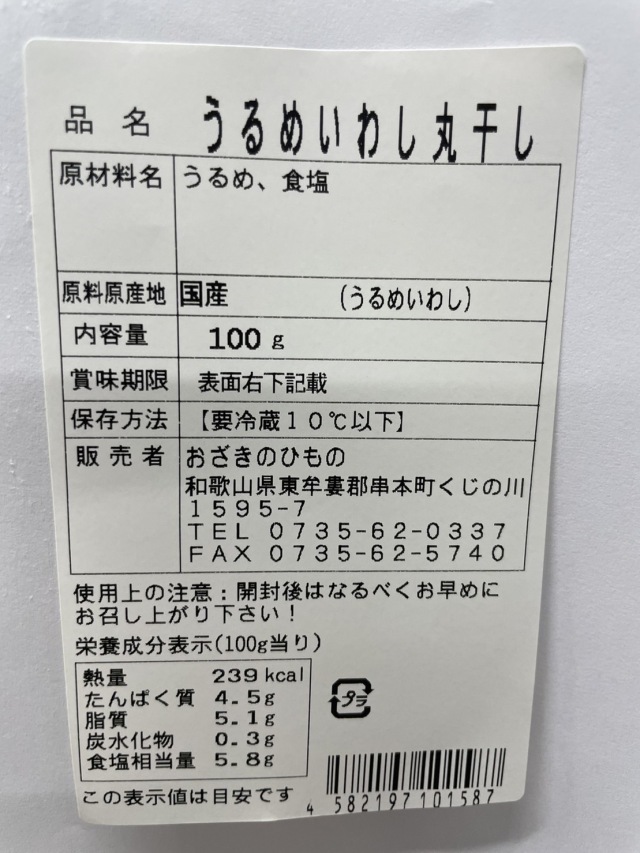 品名 うるめいわし丸干し
原材料名 うるめ、食塩
原料原産地 国産 (うるめいわし)
内容量 100g
賞味期限 表面右下記載
保存方法 【要冷蔵10℃以下】
販売者 おざきのひもの
和歌山県東牟婁郡串本町くじの川
1595-7
TEL 0735-62-0337
FAX 0735-62-5740
使用上の注意:開封後はなるべくお早めに
お召し上がり下さい!
栄養成分表示(100g当り)
熱量 239kcal
たんぱく質 4.5g
脂質 5.1g
炭水化物 0.3g
食塩相当量 5.8g
プラ
この表示値は目安です
4582197101587